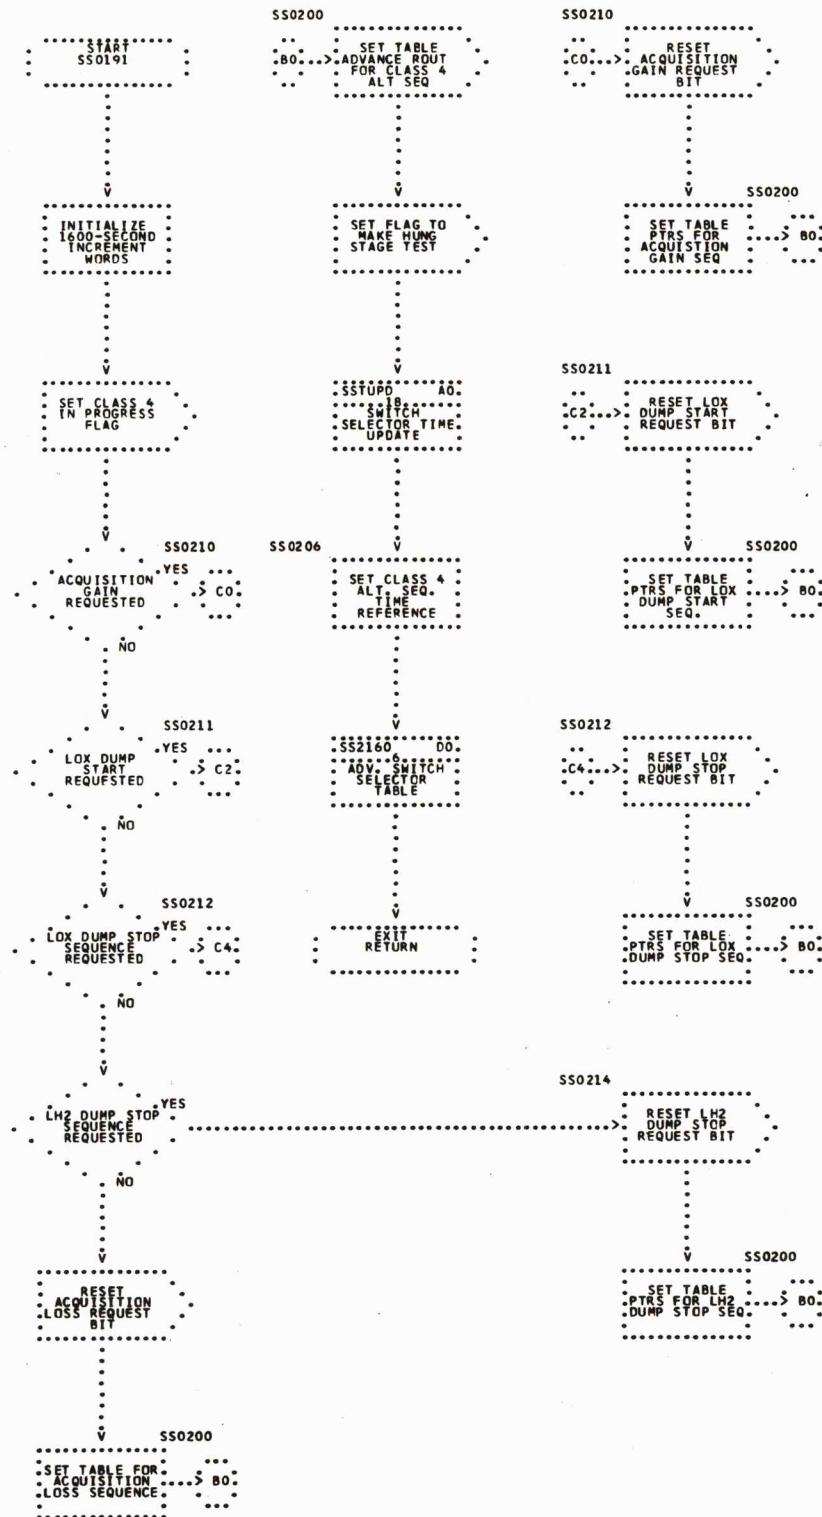 START
SS0191
INITIALIZE
1600-SECOND
INCREMENT
WORDS
SET CLASS 4
IN PROGRESS
FLAG
SS0210
YES
ACQUISITION
GAIN
REQUESTED
C0
NO
SS0211
YES
LOX DUMP
START
REQUFSTED
C2
NO
SS0212
YES
LOX DUMP STOP
SEQUENCE
REQUESTED
C4
NO
YES
LH2 DUMP STOP
SEQUENCE
REQUESTED
NO
RESET
ACQUISITION
LOSS REQUEST
BIT
SS0200
SET TABLE FOR
ACQUISITION
LOSS SEQUENCE
B0
SS0200
B0
SET TABLE
ADVANCE ROUT
FOR CLASS 4
ALT SEQ
SET FLAG TO
MAKE HUNG
STAGE TEST
SSTUPD A0
18
SWITCH
SELECTOR TIME
UPDATE
SS0206
SET CLASS 4
ALT. SEQ.
TIME
REFERENCE
SS2160 D0
6
ADV. SWITCH
SELECTOR
TABLE
EXIT
RETURN
SS0210
C0
RESET
ACQUISITION
GAIN REQUEST
BIT
SS0200
SET TABLE
PTRS FOR
ACQUISTION
GAIN SEQ
B0
SS0211
C2
RESET LOX
DUMP START
REQUEST BIT
SS0200
SET TABLE
PTRS FOR LOX
DUMP START
SEQ.
B0
SS0212
C4
RESET LOX
DUMP STOP
REQUEST BIT
SS0200
SET TABLE
PTRS FOR LOX
DUMP STOP SEQ
B0
SS0214
RESET LH2
DUMP STOP
REQUEST BIT
SS0200
SET TABLE
PTRS FOR LH2
DUMP STOP SEQ
B0